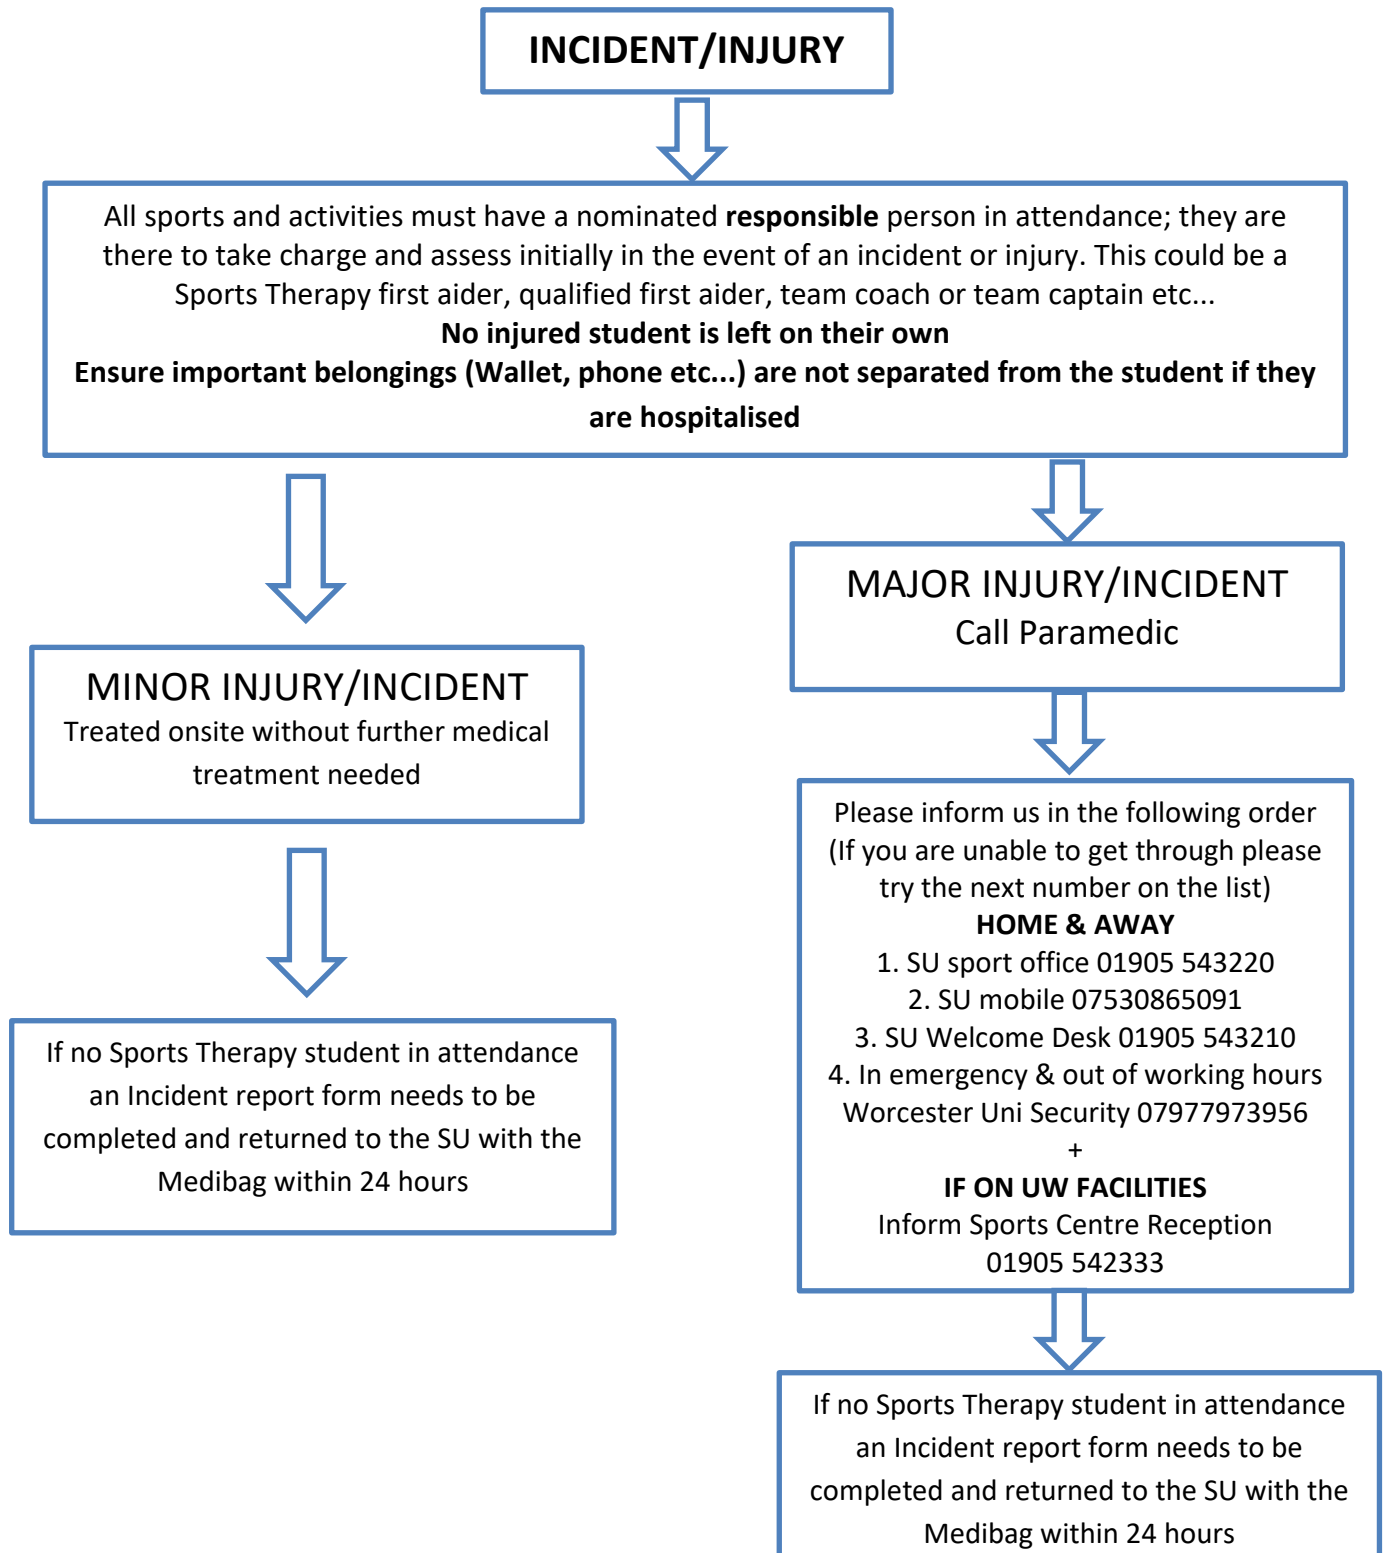 INCIDENT/INJURY
All sports and activities must have a nominated responsible person in attendance; they are
there to take charge and assess initially in the event of an incident or injury. This could be a
Sports Therapy first aider, qualified first aider, team coach or team captain etc...
No injured student is left on their own
Ensure important belongings (Wallet, phone etc...) are not separated from the student if they
are hospitalised
MINOR INJURY/INCIDENT
Treated onsite without further medical
treatment needed
If no Sports Therapy student in attendance
an Incident report form needs to be
completed and returned to the SU with the
Medibag within 24 hours
MAJOR INJURY/INCIDENT
Call Paramedic
Please inform us in the following order
(If you are unable to get through please
try the next number on the list)
HOME & AWAY
1. SU sport office 01905 543220
2. SU mobile 07530865091
3. SU Welcome Desk 01905 543210
4. In emergency & out of working hours
Worcester Uni Security 07977973956
+
IF ON UW FACILITIES
Inform Sports Centre Reception
01905 542333
If no Sports Therapy student in attendance
an Incident report form needs to be
completed and returned to the SU with the
Medibag within 24 hours